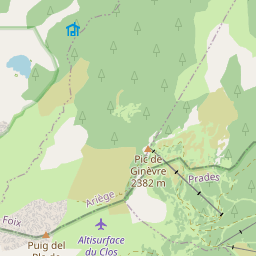 Pic de
Ginèvre
2382 m
Prades
Ariège
Foix
Puig del
Altisurface
du Clos